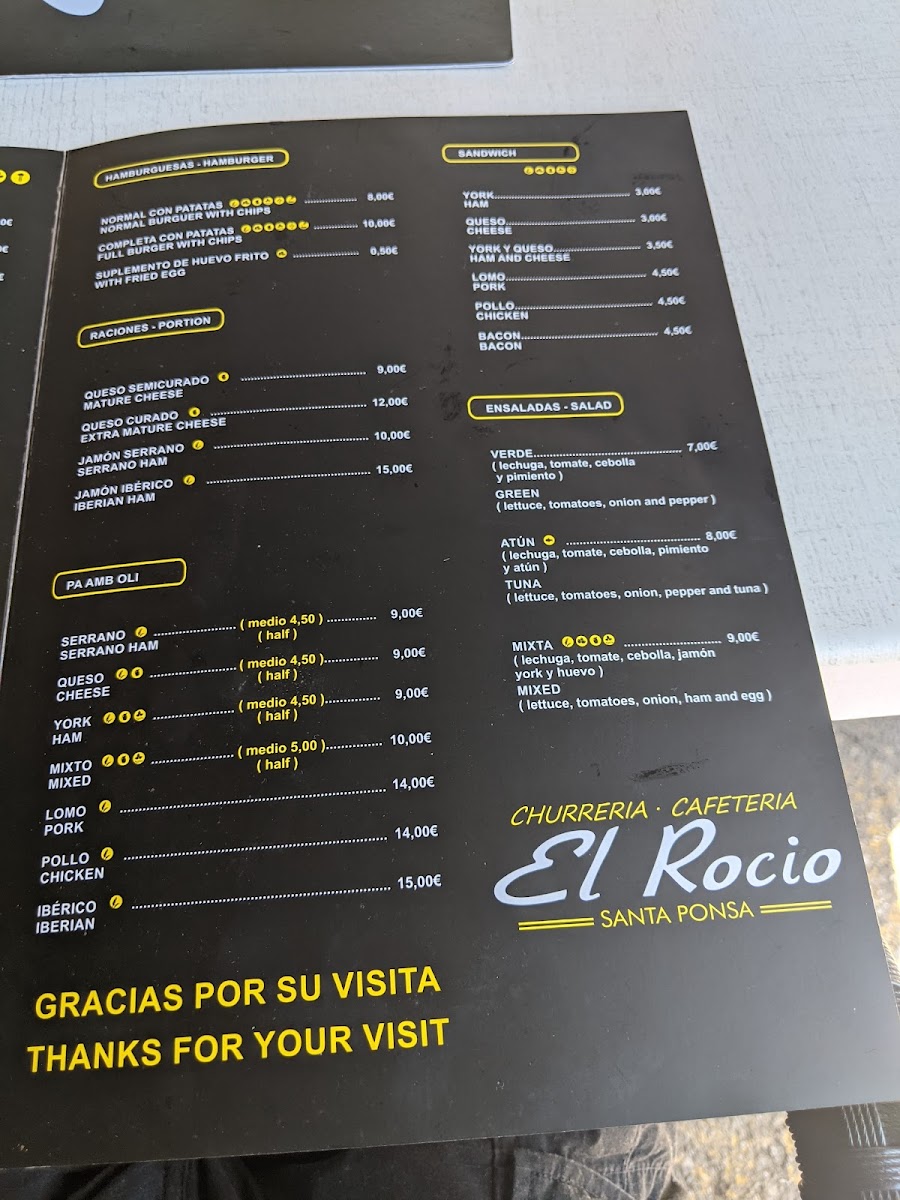 HAMBURGUESAS - HAMBURGER
NORMAL CON PATATAS ................ 8,00€
NORMAL BURGUER WITH CHIPS
COMPLETA CON PATATAS ................ 10,00€
FULL BURGER WITH CHIPS
SUPLEMENTO DE HUEVO FRITO ................ 0,50€
WITH FRIED EGG
RACIONES - PORTION
QUESO SEMICURADO ................ 9,00€
MATURE CHEESE
QUESO CURADO ................ 12,00€
EXTRA MATURE CHEESE
JAMÓN SERRANO ................ 10,00€
SERRANO HAM
JAMÓN IBÉRICO ................ 15,00€
IBERIAN HAM
PA AMB OLI
SERRANO ................ ( medio 4,50 ) ............ 9,00€
SERRANO HAM ( half )
QUESO ................ ( medio 4,50 ) ............ 9,00€
CHEESE ( half )
YORK ................ ( medio 4,50 ) ............ 9,00€
HAM ( half )
MIXTO ................ ( medio 5,00 ) ............ 10,00€
MIXED ( half )
LOMO ................ 14,00€
PORK
POLLO ................ 14,00€
CHICKEN
IBÉRICO ................ 15,00€
IBERIAN
GRACIAS POR SU VISITA
THANKS FOR YOUR VISIT
SANDWICH
YORK ................ 3,00€
HAM
QUESO ................ 3,00€
CHEESE
YORK Y QUESO ................ 3,50€
HAM AND CHEESE
LOMO ................ 4,50€
PORK
POLLO ................ 4,50€
CHICKEN
BACON ................ 4,50€
BACON
ENSALADAS - SALAD
VERDE ................ 7,00€
( lechuga, tomate, cebolla
y pimiento )
GREEN
( lettuce, tomatoes, onion and pepper )
ATÚN ................ 8,00€
( lechuga, tomate, cebolla, pimiento
y atún )
TUNA
( lettuce, tomatoes, onion, pepper and tuna )
MIXTA ................ 9,00€
( lechuga, tomate, cebolla, jamón
york y huevo )
MIXED
( lettuce, tomatoes, onion, ham and egg )
CHURRERIA · CAFETERIA
El Rocio
SANTA PONSA